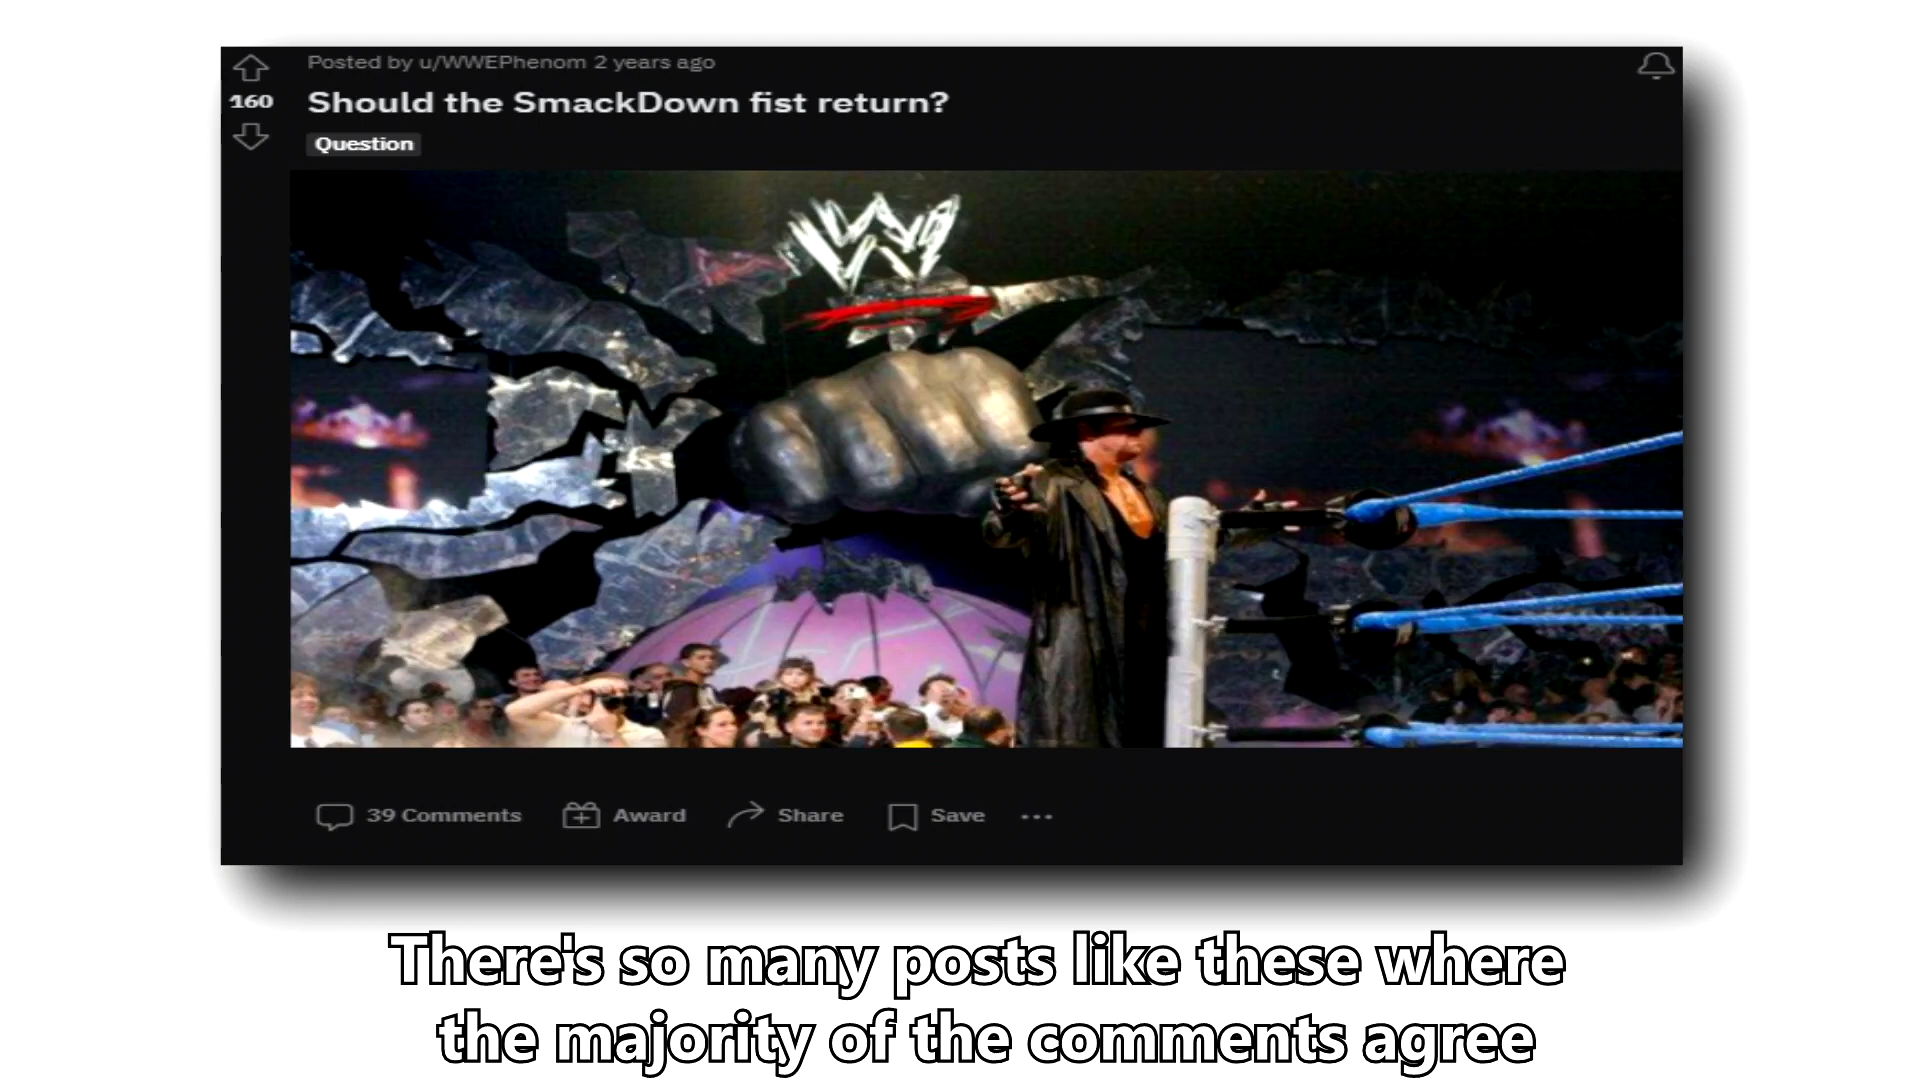 Posted by u/WWEPhenom 2 years ago
160
Should the SmackDown fist return?
Question
W
39 Comments
Award
Share
Save
There's so many posts like these where
the majority of the comments agree